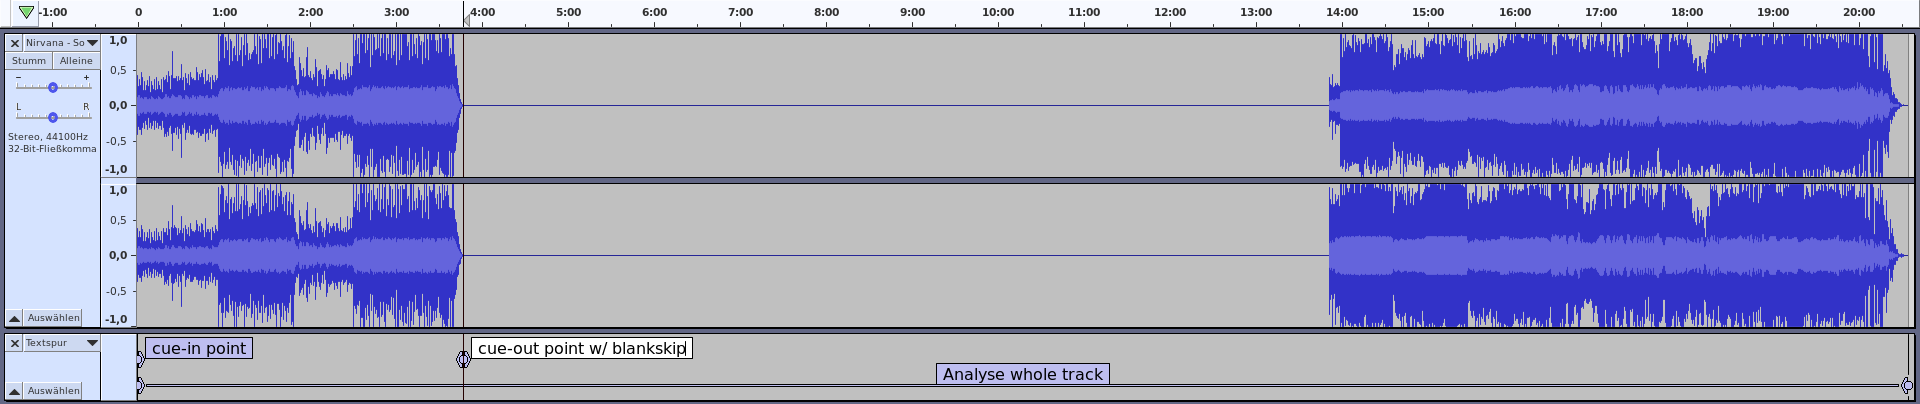 -1:00 0 1:00 2:00 3:00 4:00 5:00 6:00 7:00 8:00 9:00 10:00 11:00 12:00 13:00 14:00 15:00 16:00 17:00 18:00 19:00 20:00
Nirvana - So
Stumm Alleine
- +
L R
Stereo, 44100Hz
32-Bit-Fließkomma
Auswählen
1,0
0,5
0,0
-0,5
-1,0
1,0
0,5
0,0
-0,5
-1,0
Textspur
Auswählen
cue-in point
cue-out point w/ blankskip
Analyse whole track